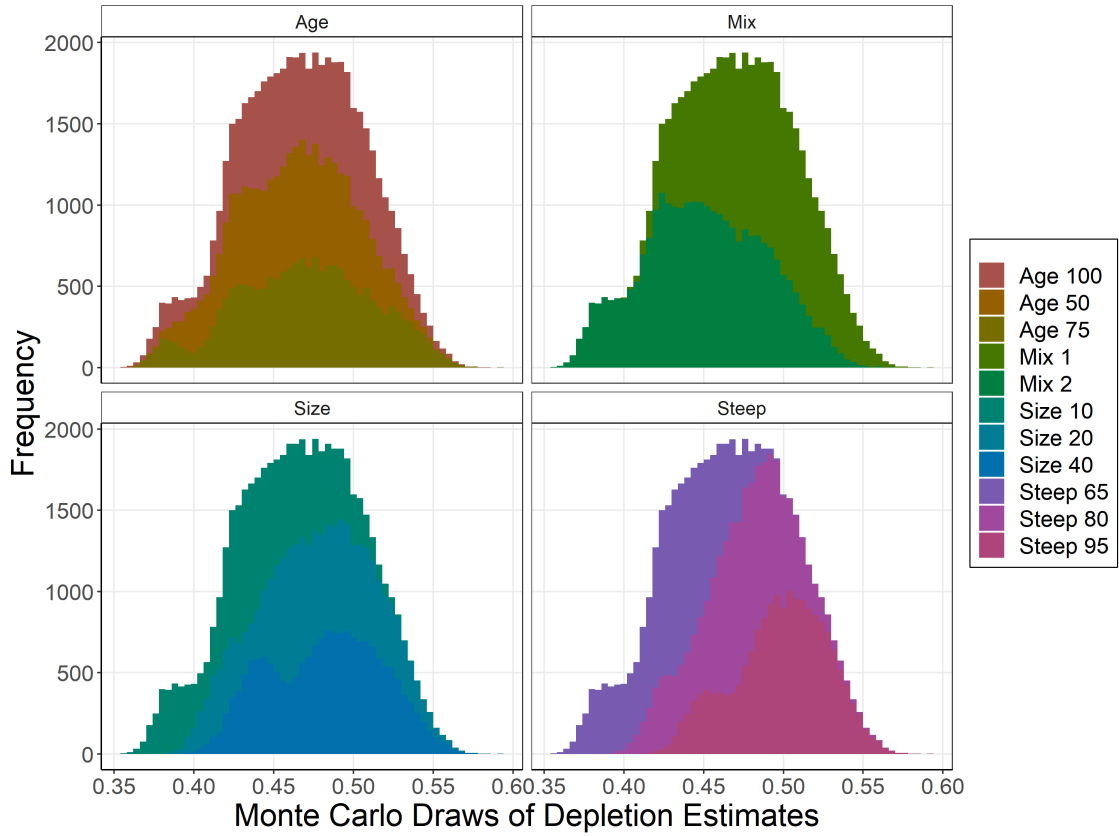 Age
Mix
2000
1500
1000
500
0
Size
Steep
2000
1500
1000
500
0
0.35
0.40
0.45
0.50
0.55
0.60
0.35
0.40
0.45
0.50
0.55
0.60
Frequency
Monte Carlo Draws of Depletion Estimates
Age 100
Age 50
Age 75
Mix 1
Mix 2
Size 10
Size 20
Size 40
Steep 65
Steep 80
Steep 95